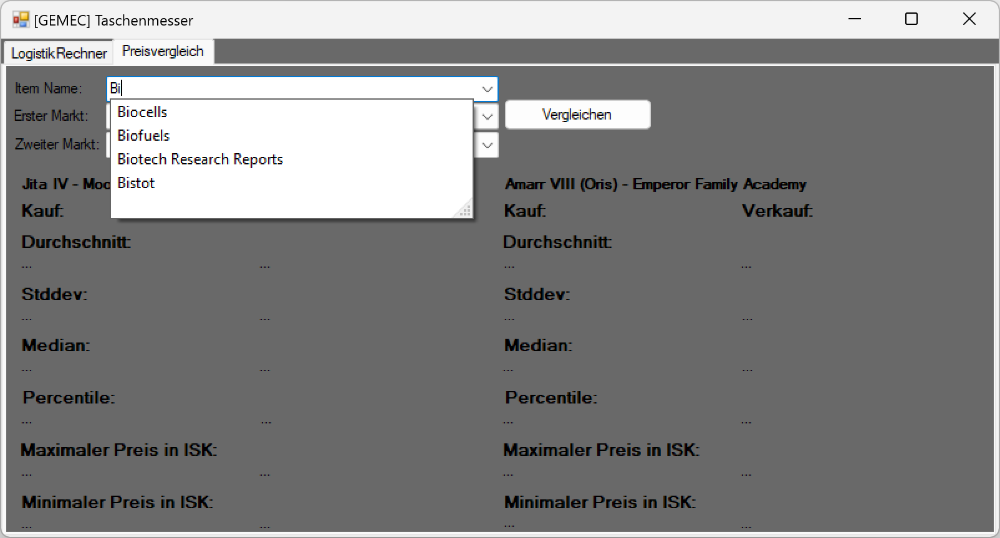 [GEMEC] Taschenmesser
Logistik Rechner Preisvergleich
Item Name: Bi
Biocells
Erster Markt: Vergleichen
Biofuels
Zweiter Markt:
Biotech Research Reports
Bistot
Jita IV - Amarr VIII (Oris) - Emperor Family Academy
Kauf: Kauf: Verkauf:
Durchschnitt: Durchschnitt:
... ... ... ...
Stddev: Stddev:
... ... ... ...
Median: Median:
... ... ... ...
Percentile: Percentile:
... ... ... ...
Maximaler Preis in ISK: Maximaler Preis in ISK:
... ... ... ...
Minimaler Preis in ISK: Minimaler Preis in ISK:
... ... ... ...